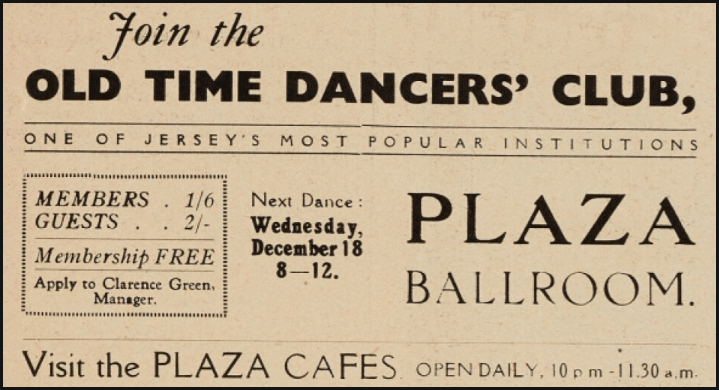 Join the
OLD TIME DANCERS' CLUB,
ONE OF JERSEY'S MOST POPULAR INSTITUTIONS
MEMBERS . 1/6
GUESTS . . 2/-
Membership FREE
Apply to Clarence Green,
Manager.
Next Dance :
Wednesday,
December 18
8—12.
PLAZA
BALLROOM.
Visit the PLAZA CAFES. OPEN DAILY, 10 p m -11.30 a.m.